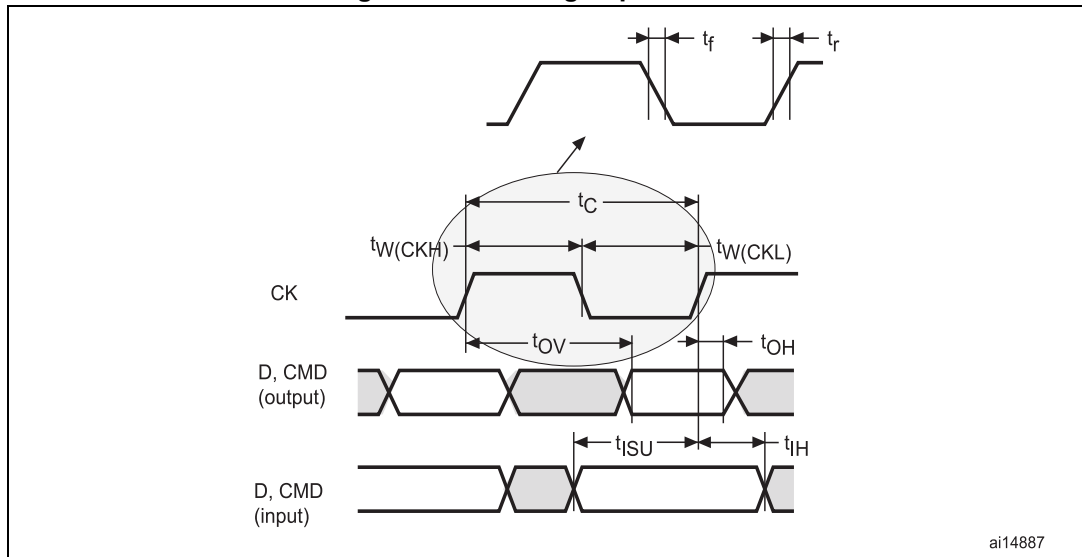 tf
tr
tC
tW(CKH)
tW(CKL)
CK
tOV
tOH
D, CMD
(output)
tISU
tIH
D, CMD
(input)
ai14887